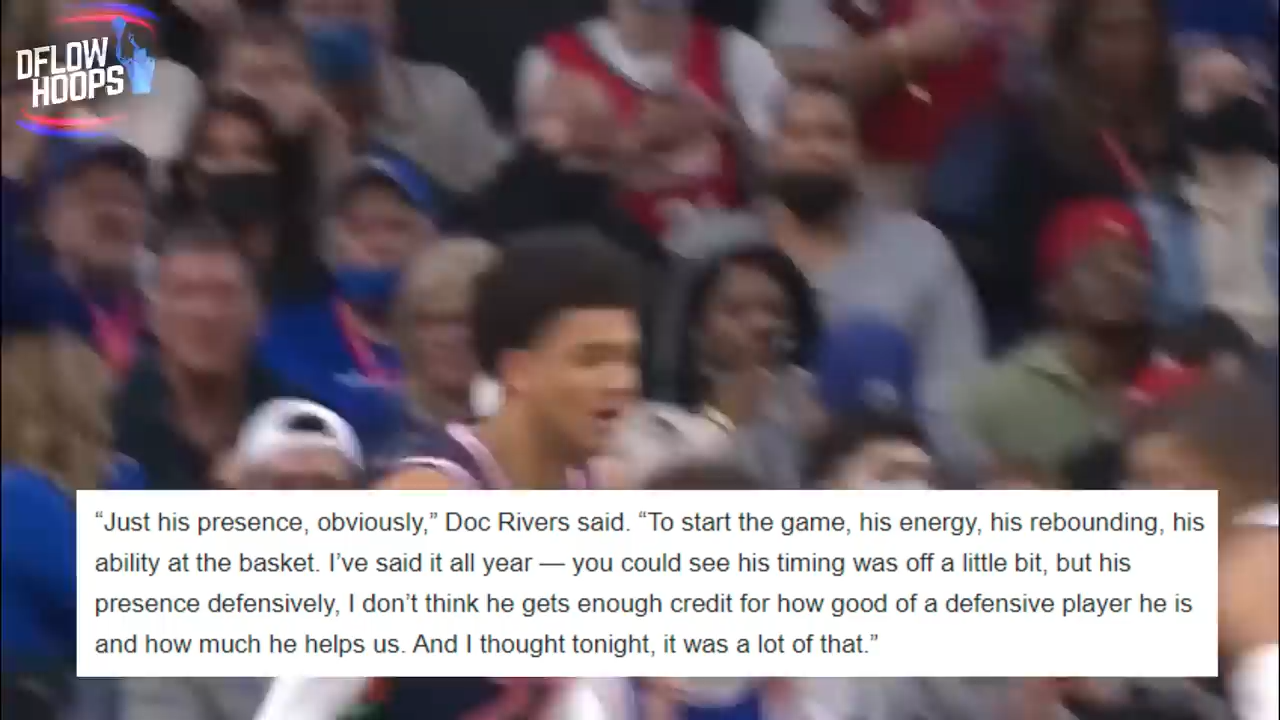 DFLOW
HOOPS
“Just his presence, obviously,” Doc Rivers said. “To start the game, his energy, his rebounding, his
ability at the basket. I’ve said it all year — you could see his timing was off a little bit, but his
presence defensively, I don’t think he gets enough credit for how good of a defensive player he is
and how much he helps us. And I thought tonight, it was a lot of that.”